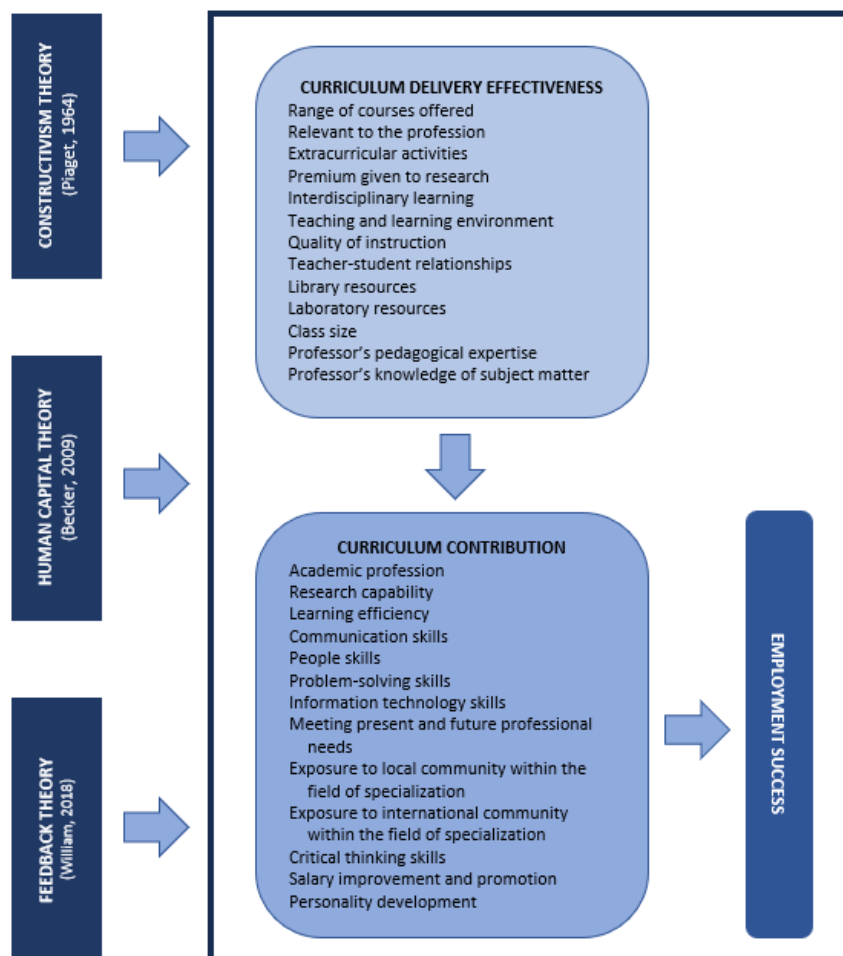 CONSTRUCTIVISM THEORY
(Piaget, 1964)
HUMAN CAPITAL THEORY
(Becker, 2009)
FEEDBACK THEORY
(William, 2018)
CURRICULUM DELIVERY EFFECTIVENESS
Range of courses offered
Relevant to the profession
Extracurricular activities
Premium given to research
Interdisciplinary learning
Teaching and learning environment
Quality of instruction
Teacher-student relationships
Library resources
Laboratory resources
Class size
Professor’s pedagogical expertise
Professor’s knowledge of subject matter
CURRICULUM CONTRIBUTION
Academic profession
Research capability
Learning efficiency
Communication skills
People skills
Problem-solving skills
Information technology skills
Meeting present and future professional
needs
Exposure to local community within the
field of specialization
Exposure to international community
within the field of specialization
Critical thinking skills
Salary improvement and promotion
Personality development
EMPLOYMENT SUCCESS